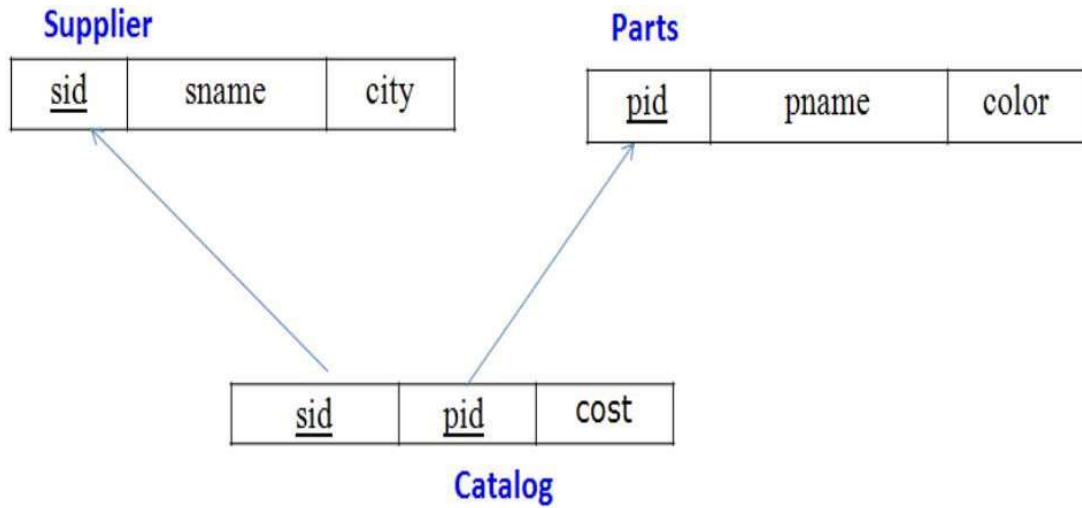 Supplier
Parts
sid sname city
pid pname color
sid pid cost
Catalog